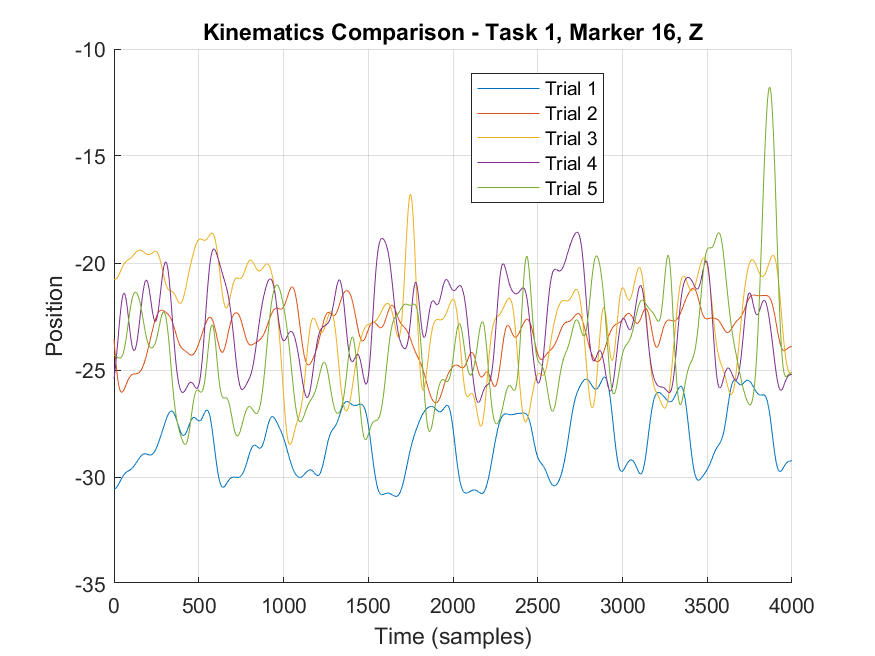 Kinematics Comparison - Task 1, Marker 16, Z
-10
-15
-20
-25
-30
-35
Position
Trial 1
Trial 2
Trial 3
Trial 4
Trial 5
0 500 1000 1500 2000 2500 3000 3500 4000
Time (samples)